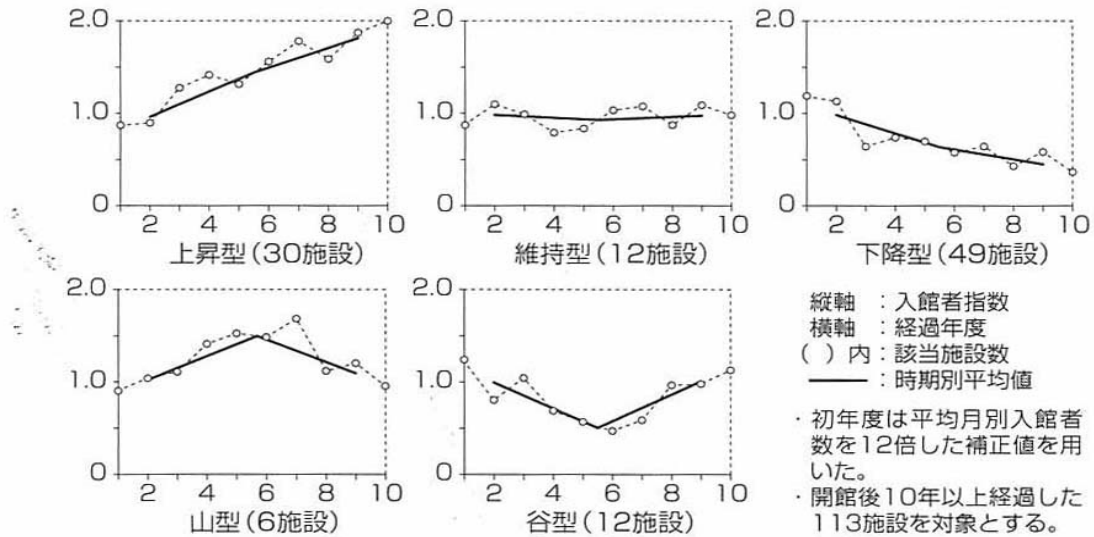 2.0
1.0
0
2 4 6 8 10
上昇型(30施設)
2.0
1.0
0
2 4 6 8 10
維持型(12施設)
2.0
1.0
0
2 4 6 8 10
下降型(49施設)
2.0
1.0
0
2 4 6 8 10
山型(6施設)
2.0
1.0
0
2 4 6 8 10
谷型(12施設)
縦軸 :入館者指数
横軸 :経過年度
( )内:該当施設数
:時期別平均値
・初年度は平均月別入館者
数を12倍した補正値を用
いた。
・開館後10年以上経過した
113施設を対象とする。